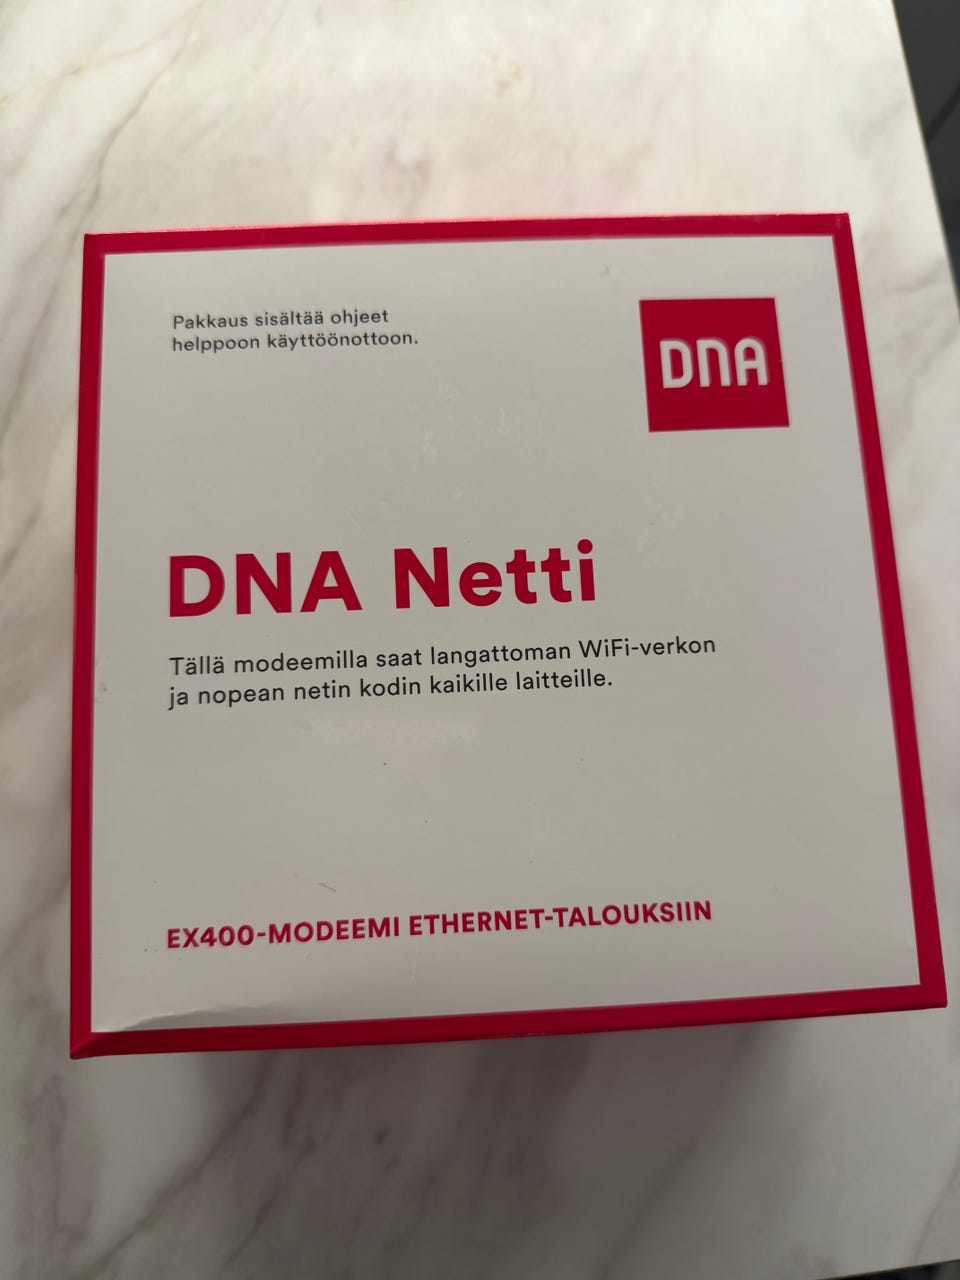 Pakkaus sisältää ohjeet
helppoon käyttöönottoon.
DNA
DNA Netti
Tällä modeemilla saat langattoman WiFi-verkon
ja nopean netin kodin kaikille laitteille.
EX400-MODEEMI ETHERNET-TALOUKSIIN